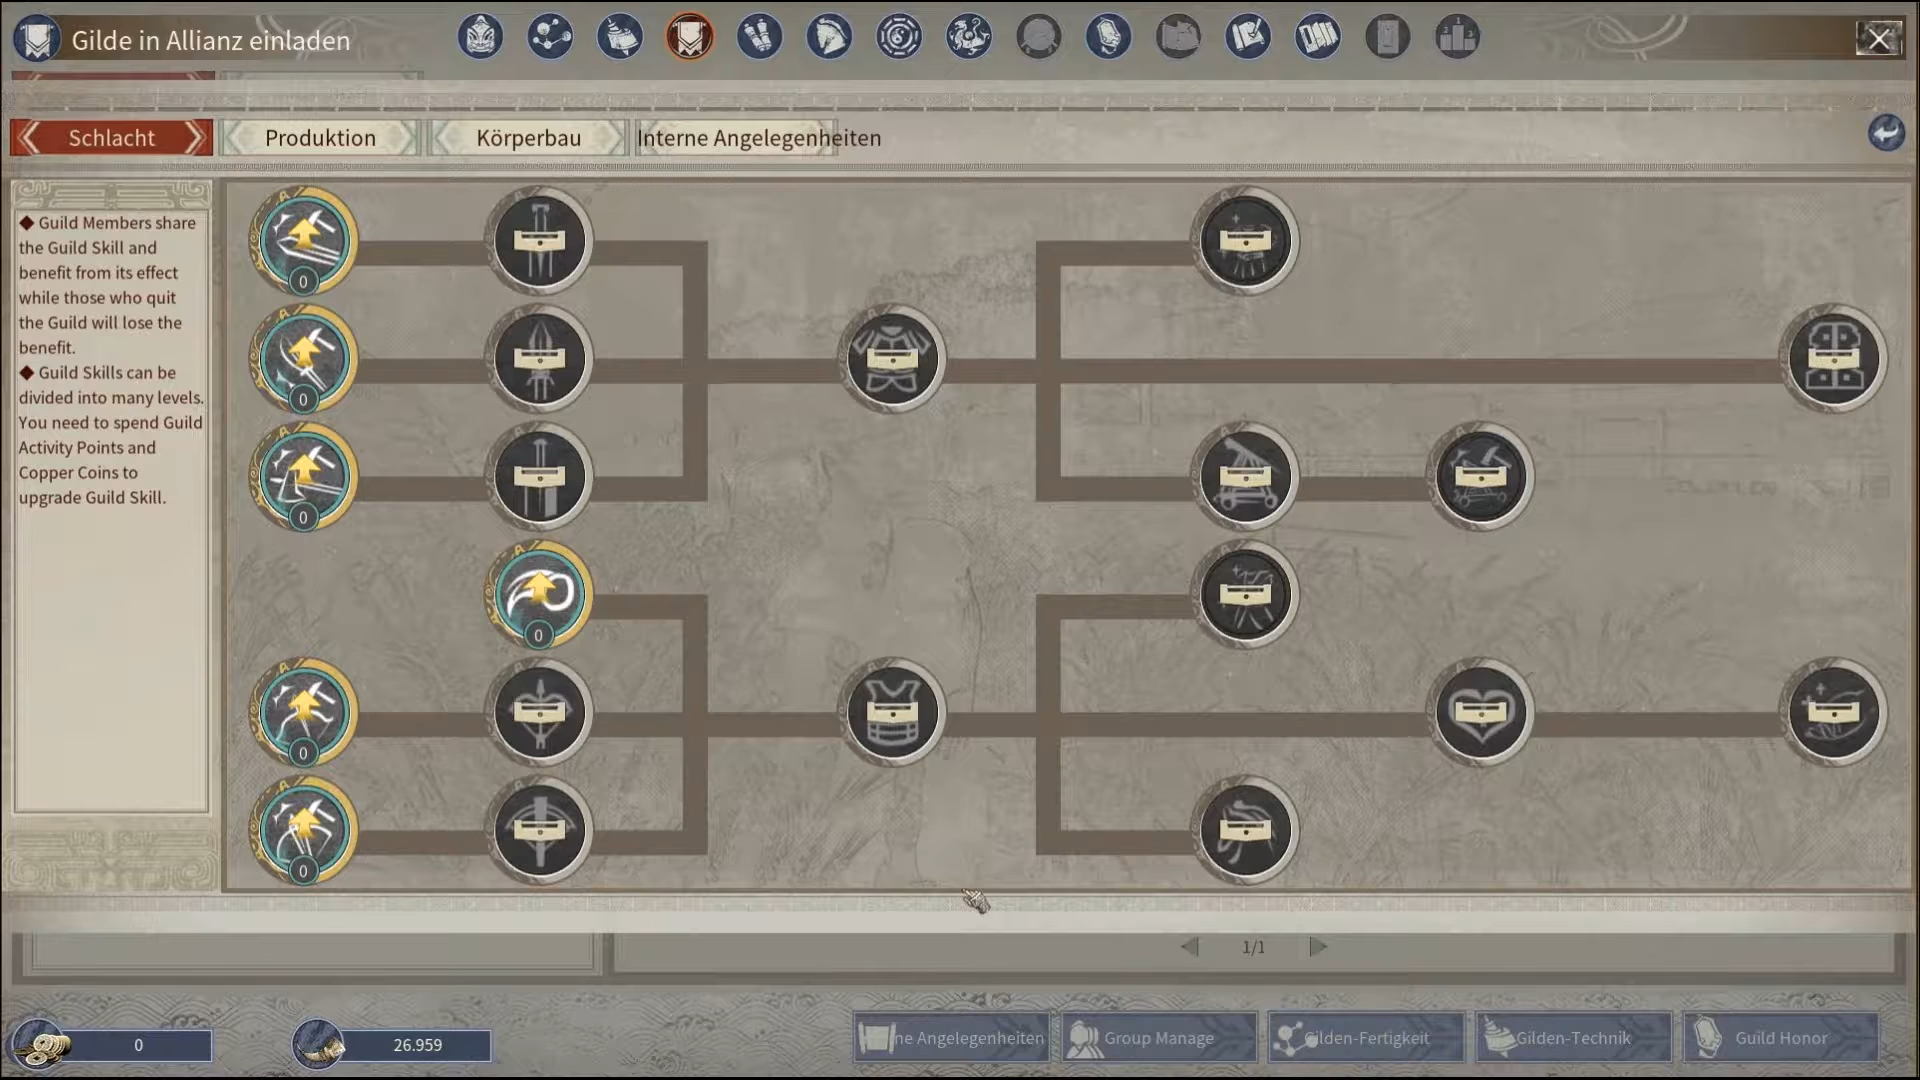 Gilde in Allianz einladen
Schlacht
Produktion
Körperbau
Interne Angelegenheiten
◆ Guild Members share
the Guild Skill and
benefit from its effect
while those who quit
the Guild will lose the
benefit.
◆ Guild Skills can be
divided into many levels.
You need to spend Guild
Activity Points and
Copper Coins to
upgrade Guild Skill.
0
0
0
0
0
0
1/1
0
26.959
ne Angelegenheiten
Group Manage
Gilden-Fertigkeit
Gilden-Technik
Guild Honor